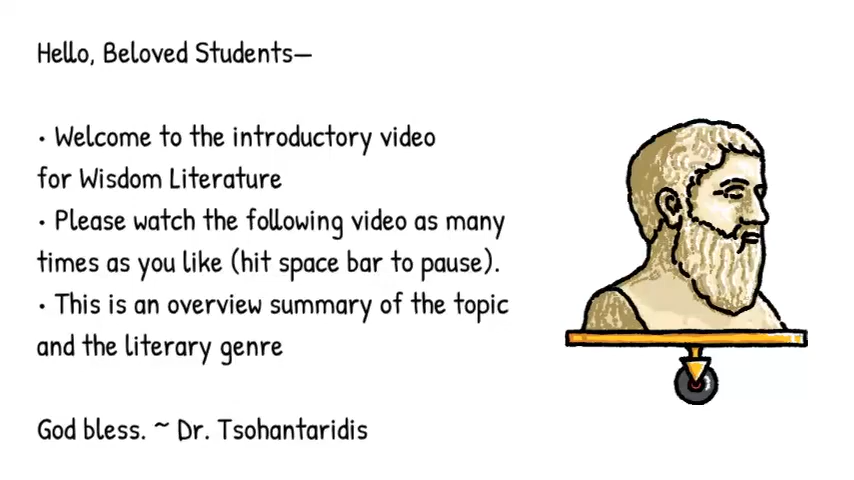 Hello, Beloved Students—
• Welcome to the introductory video
for Wisdom Literature
• Please watch the following video as many
times as you like (hit space bar to pause).
• This is an overview summary of the topic
and the literary genre
God bless. ~ Dr. Tsohantaridis